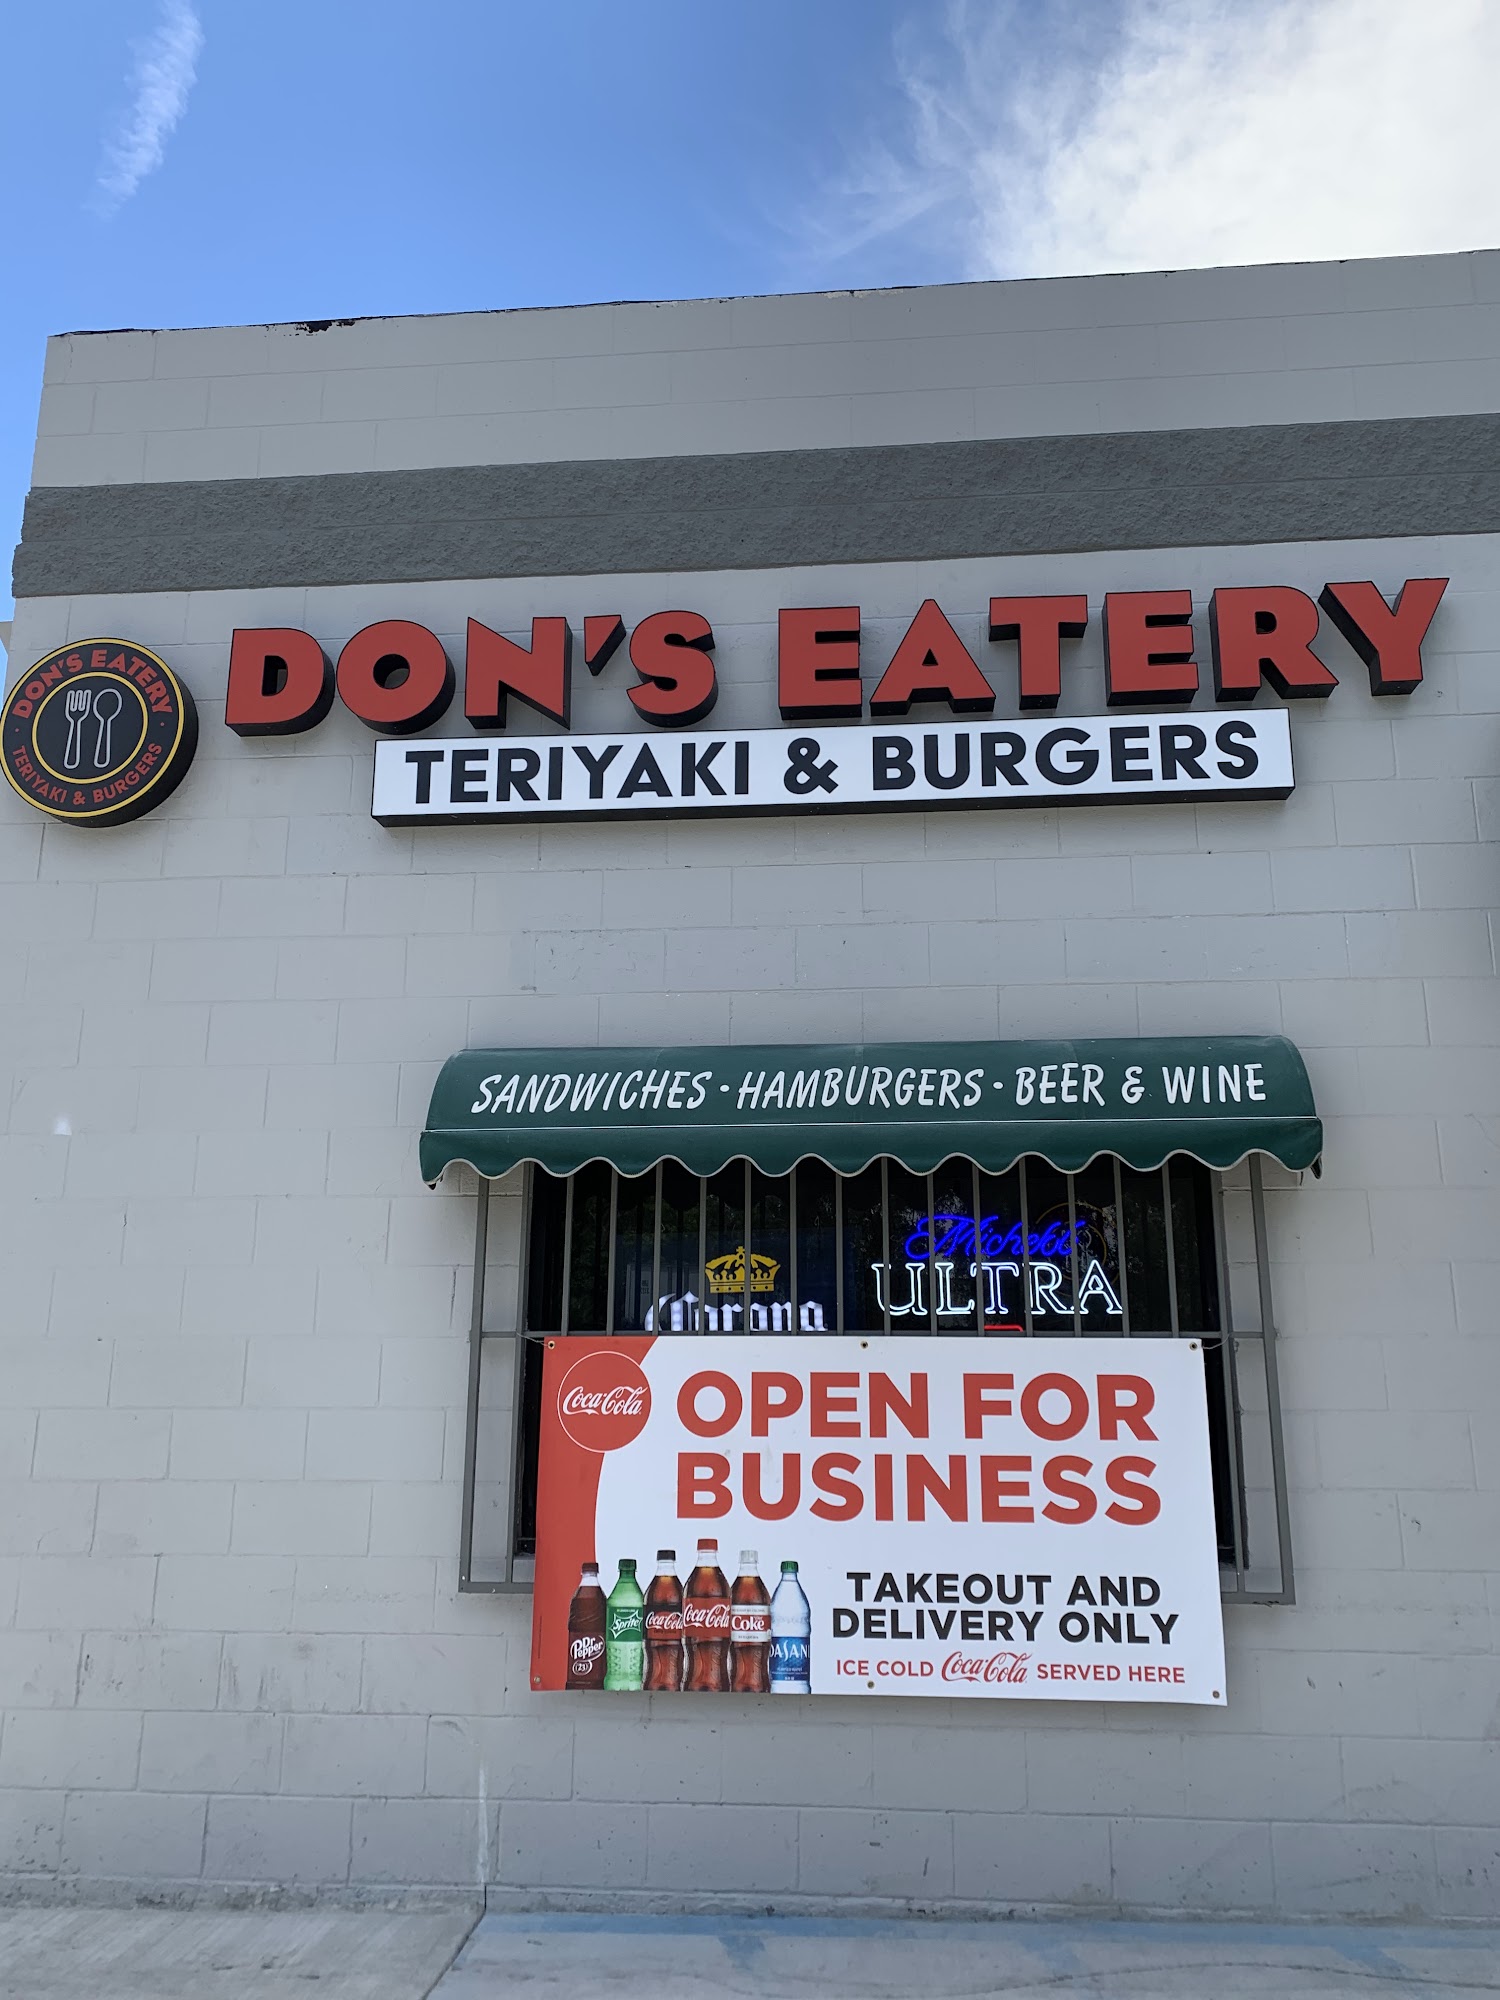 DON'S EATERY
TERIYAKI & BURGERS
DON'S EATERY
TERIYAKI & BURGERS
SANDWICHES · HAMBURGERS · BEER & WINE
Corona
Michelob
ULTRA
Coca-Cola
OPEN FOR
BUSINESS
TAKEOUT AND
DELIVERY ONLY
ICE COLD Coca-Cola SERVED HERE
Dr Pepper
23
Sprite
Coca-Cola
Coca-Cola
Diet Coke
DASANI